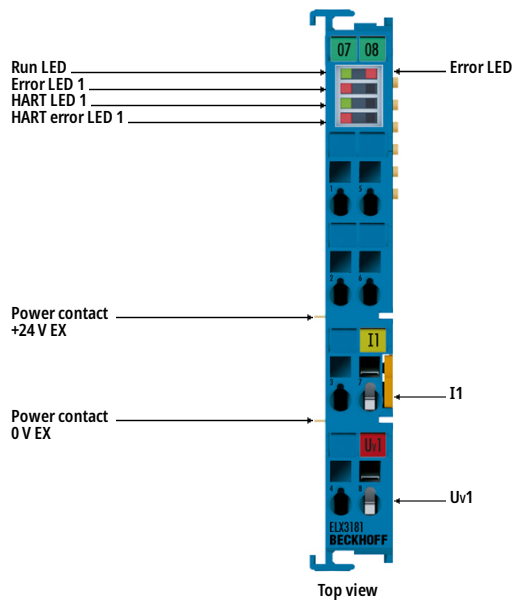 07 08
Run LED
Error LED
Error LED 1
HART LED 1
HART error LED 1
1 5
2 6
Power contact
+24 V EX
I1
3 7
I1
Power contact
0 V EX
Uv1
4 8
Uv1
ELX3181
BECKHOFF
Top view